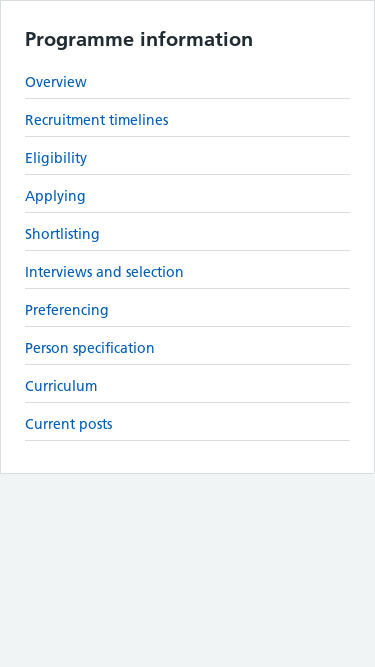 Programme information
Overview
Recruitment timelines
Eligibility
Applying
Shortlisting
Interviews and selection
Preferencing
Person specification
Curriculum
Current posts